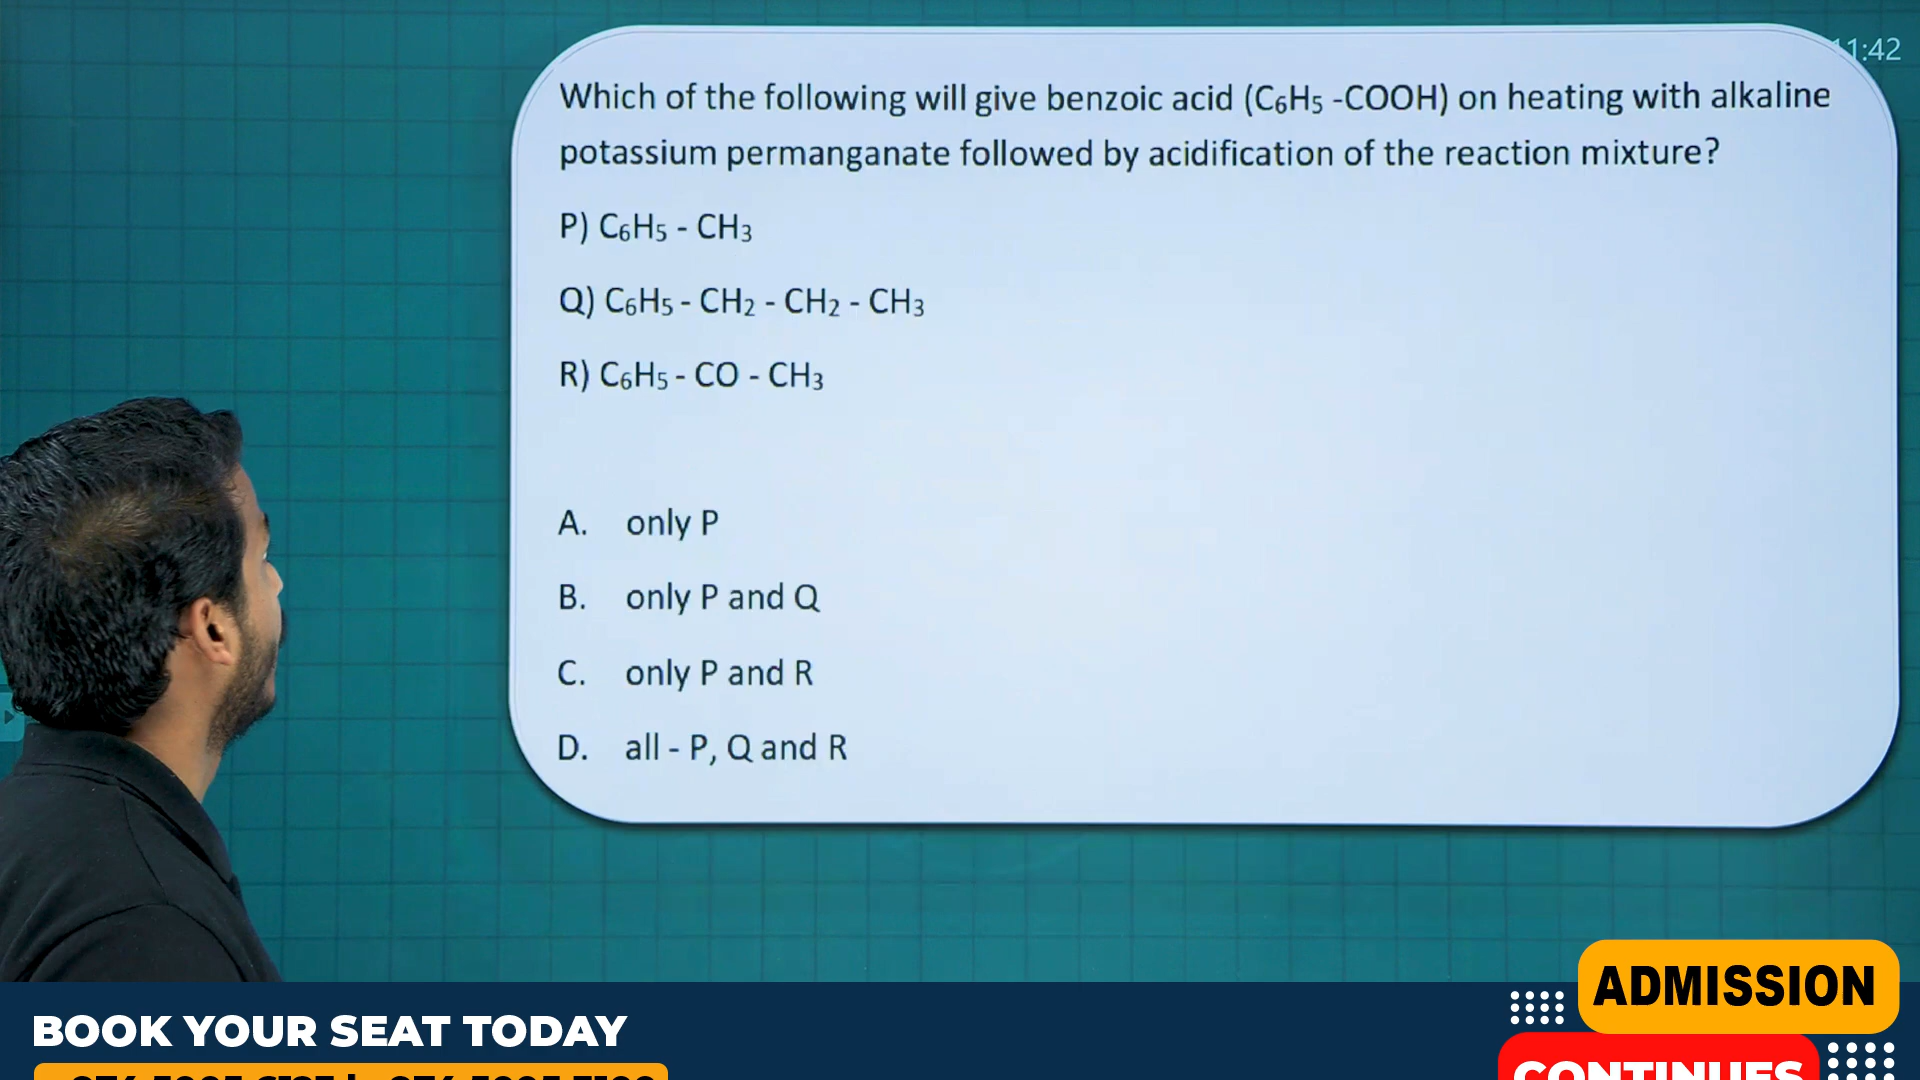 11:42
Which of the following will give benzoic acid (C₆H₅ -COOH) on heating with alkaline
potassium permanganate followed by acidification of the reaction mixture?
P) C₆H₅ - CH₃
Q) C₆H₅ - CH₂ - CH₂ - CH₃
R) C₆H₅ - CO - CH₃
A. only P
B. only P and Q
C. only P and R
D. all - P, Q and R
BOOK YOUR SEAT TODAY
ADMISSION
CONTINUES